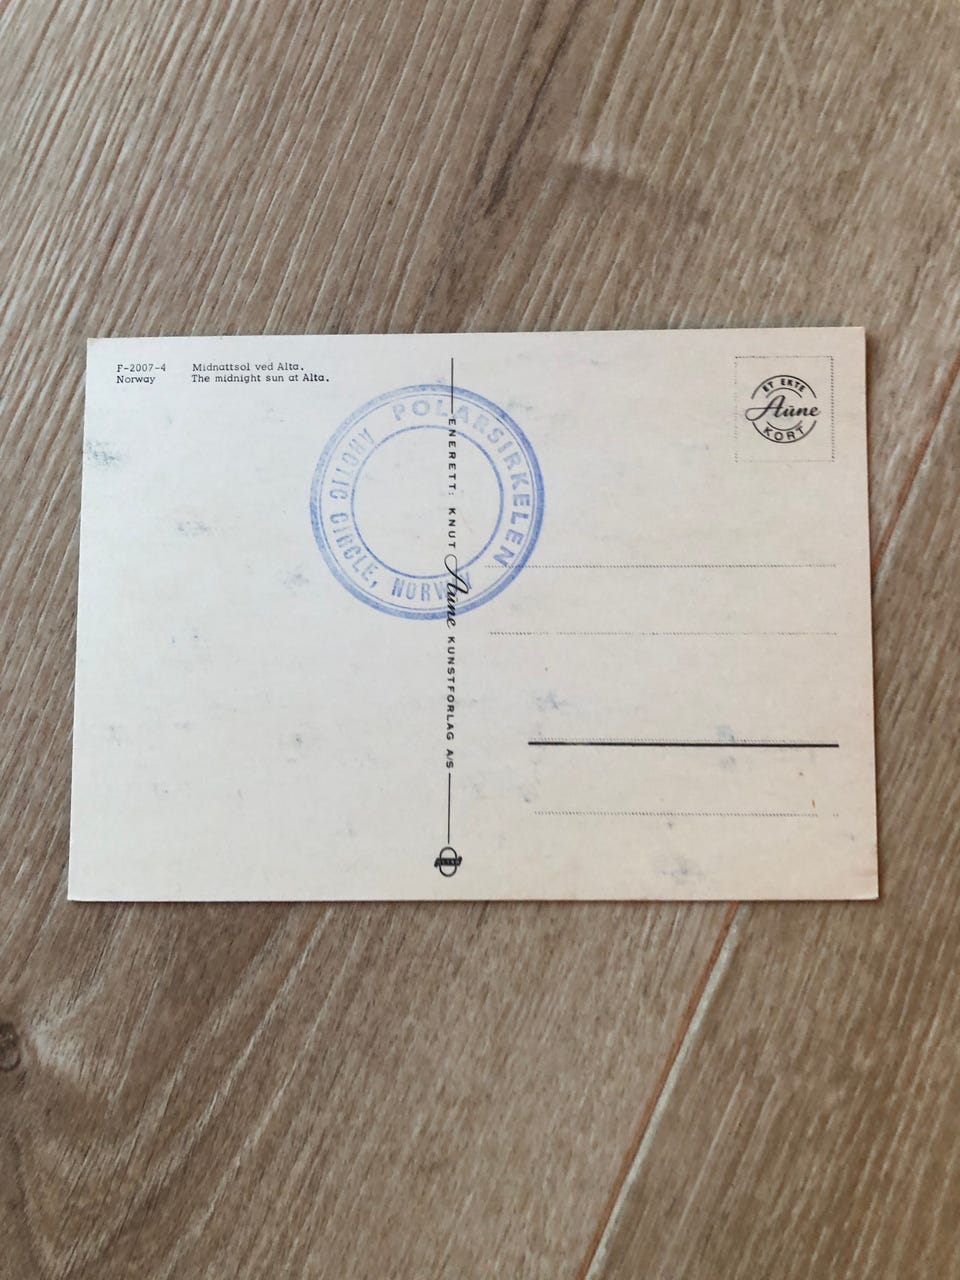 F-2007-4 Midnattsol ved Alta.
Norway The midnight sun at Alta.
POLARSIRKELEN
ARCTIC CIRCLE, NORWAY
ENERETT: KNUT Aune KUNSTFORLAG A/S
ET EKTE
Aune
KORT